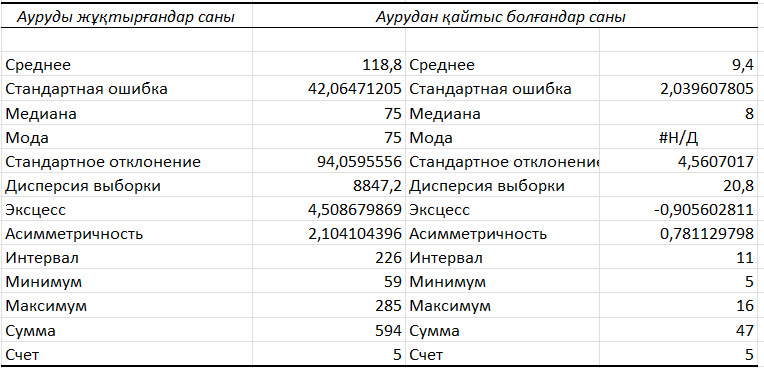 Ауруды жұқтырғандар саны Аурудан қайтыс болғандар саны
Среднее 118,8 Среднее 9,4
Стандартная ошибка 42,06471205 Стандартная ошибка 2,039607805
Медиана 75 Медиана 8
Мода 75 Мода #Н/Д
Стандартное отклонение 94,0595556 Стандартное отклонение 4,5607017
Дисперсия выборки 8847,2 Дисперсия выборки 20,8
Эксцесс 4,508679869 Эксцесс -0,905602811
Асимметричность 2,104104396 Асимметричность 0,781129798
Интервал 226 Интервал 11
Минимум 59 Минимум 5
Максимум 285 Максимум 16
Сумма 594 Сумма 47
Счет 5 Счет 5